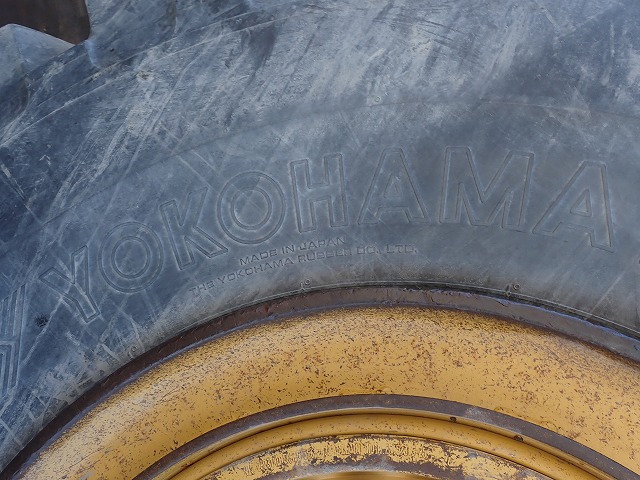 YOKOHAMA
MADE IN JAPAN
THE YOKOHAMA RUBBER CO., LTD.